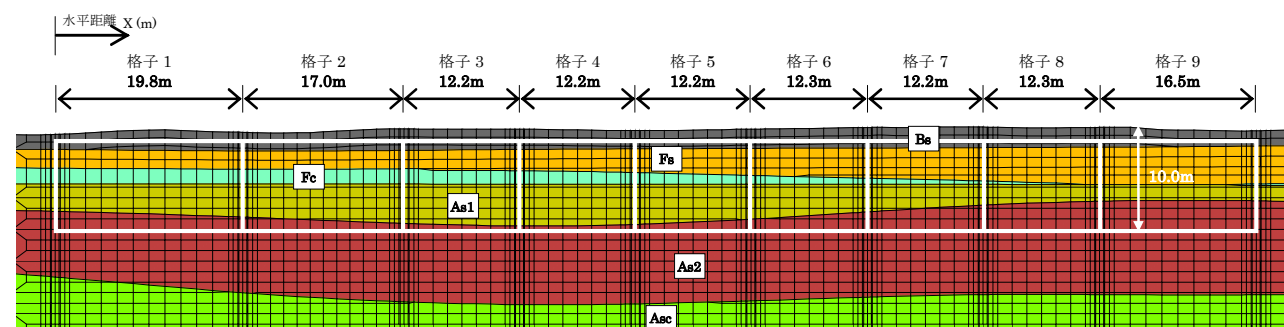 水平距離 X (m)
格子 1 格子 2 格子 3 格子 4 格子 5 格子 6 格子 7 格子 8 格子 9
19.8m 17.0m 12.2m 12.2m 12.2m 12.3m 12.2m 12.3m 16.5m
Bs
Fs
Fc
10.0m
As1
As2
Asc